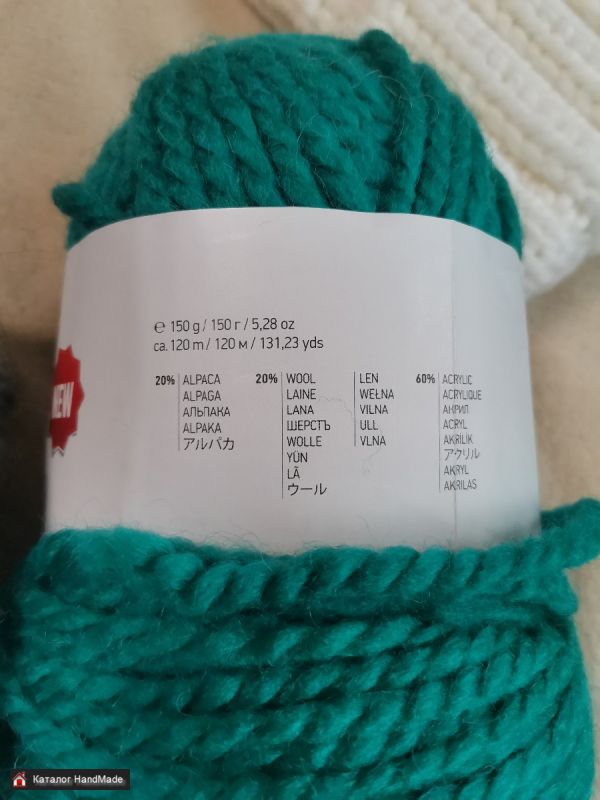 ℮ 150 g / 150 г / 5,28 oz
ca. 120 m / 120 м / 131,23 yds
20% ALPACA
ALPAGA
АЛЬПАКА
ALPAKA
アルパカ
20% WOOL
LAINE
LANA
ШЕРСТЬ
WOLLE
YÜN
LÃ
ウール
LEN
WEŁNA
VILNA
ULL
VLNA
60% ACRYLIC
ACRYLIQUE
АКРИЛ
ACRYL
AKRİLİK
アクリル
AKRYL
AKRILAS
NEW
Каталог HandMade